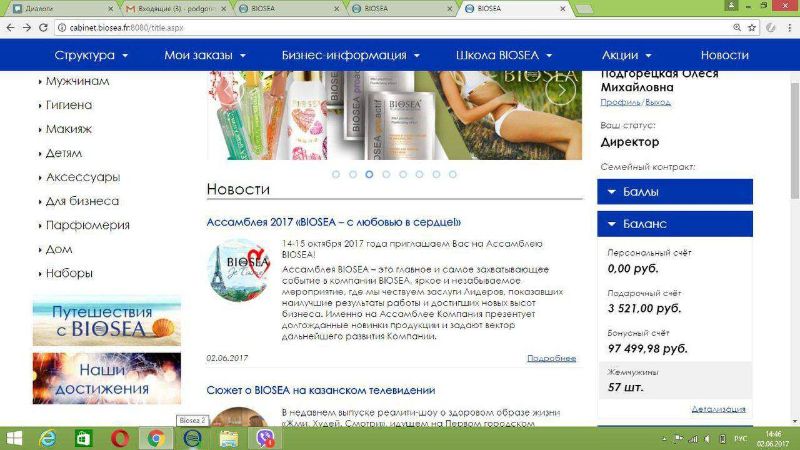 Диалоги
Входящие (3) - podgor
BIOSEA
BIOSEA
BIOSEA
cabinet.biosea.fr:8080/title.aspx
Структура
Мои заказы
Бизнес-информация
Школа BIOSEA
Акции
Новости
Мужчинам
Гигиена
Макияж
Детям
Аксессуары
Для бизнеса
Парфюмерия
Дом
Наборы
Путешествия
с BIOSEA
Наши
достижения
BIOSEA
BIOSEA
Новости
Ассамблея 2017 «BIOSEA – с любовью в сердце!»
BIOSEA
Je t'aime
14-15 октября 2017 года приглашаем Вас на Ассамблею
BIOSEA!
Ассамблея BIOSEA – это главное и самое захватывающее
событие в компании BIOSEA, яркое и незабываемое
мероприятие, где мы чествуем заслуги Лидеров, показавших
наилучшие результаты работы и достигших новых высот
бизнеса. Именно на Ассамблее Компания презентует
долгожданные новинки продукции и задают вектор
дальнейшего развития Компании.
02.06.2017
Подробнее
Сюжет о BIOSEA на казанском телевидении
В недавнем выпуске реалити-шоу о здоровом образе жизни
«Жми, Худей, Смотри», идущем на Первом городском
Подгорецкая Олеся
Михайловна
Профиль/Выход
Ваш статус:
Директор
Семейный контракт:
Баллы
Баланс
Персональный счёт
0,00 руб.
Подарочный счёт
3 521,00 руб.
Бонусный счёт
97 499,98 руб.
Жемчужины
57 шт.
Детализация
Biosea 2
РУС
14:46
02.06.2017